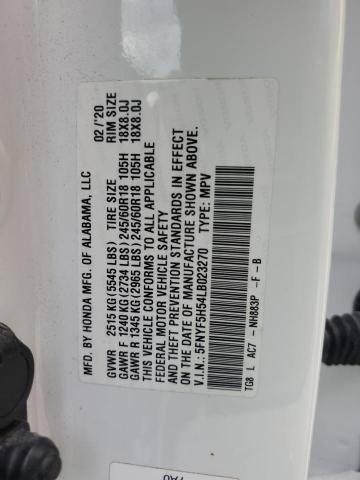 MFD. BY HONDA MFG. OF ALABAMA, LLC 02/'20
GVWR 2515 KG (5545 LBS) TIRE SIZE RIM SIZE
GAWR F 1240 KG (2734 LBS) 245/60R18 105H 18X8.0J
GAWR R 1345 KG (2965 LBS) 245/60R18 105H 18X8.0J
THIS VEHICLE CONFORMS TO ALL APPLICABLE
FEDERAL MOTOR VEHICLE SAFETY
AND THEFT PREVENTION STANDARDS IN EFFECT
ON THE DATE OF MANUFACTURE SHOWN ABOVE.
V.I.N.: 5FNYF5H54LB023270 TYPE: MPV
TG8 L AC7 - NH883P -F -B